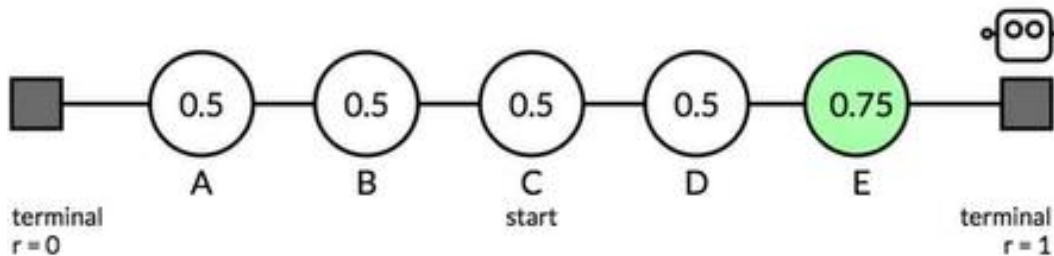 0.5 0.5 0.5 0.5 0.75
A B C D E
terminal start terminal
r = 0 r = 1